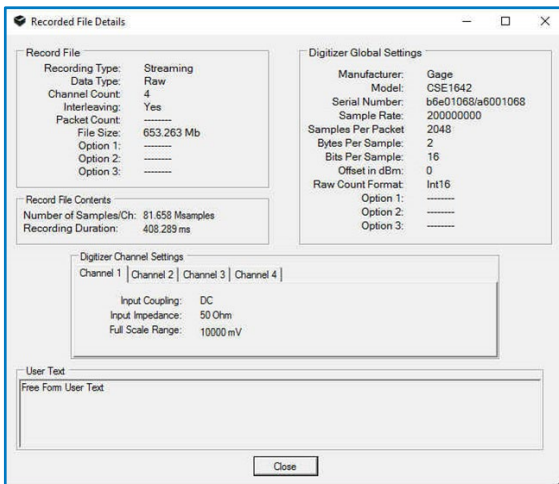 Recorded File Details
Record File
Recording Type: Streaming
Data Type: Raw
Channel Count: 4
Interleaving: Yes
Packet Count: --------
File Size: 653.263 Mb
Option 1: --------
Option 2: --------
Option 3: --------
Record File Contents
Number of Samples/Ch: 81.658 Msamples
Recording Duration: 408.289 ms
Digitizer Global Settings
Manufacturer: Gage
Model: CSE1642
Serial Number: b6e01068/a6001068
Sample Rate: 200000000
Samples Per Packet 2048
Bytes Per Sample: 2
Bits Per Sample: 16
Offset in dBm: 0
Raw Count Format: Int16
Option 1: --------
Option 2: --------
Option 3: --------
Digitizer Channel Settings
Channel 1 Channel 2 Channel 3 Channel 4
Input Coupling: DC
Input Impedance: 50 Ohm
Full Scale Range: 10000 mV
User Text
Free Form User Text
Close